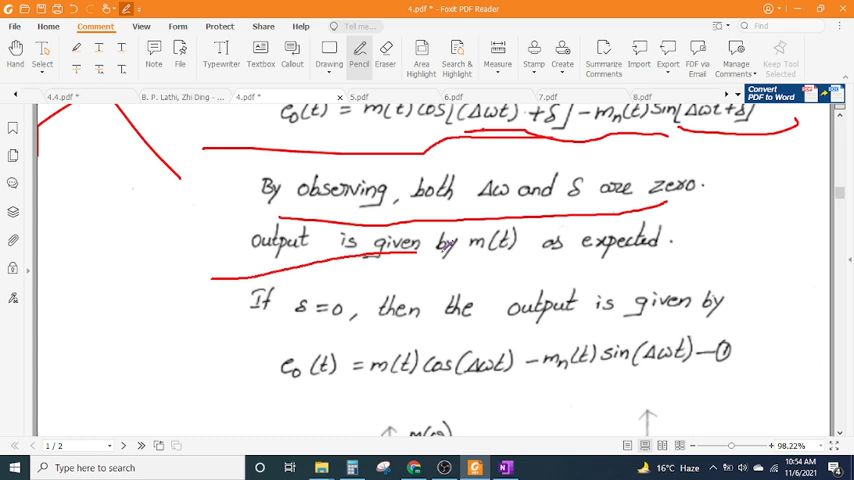 4.pdf * - Foxit PDF Reader
File Home Comment View Form Protect Share Help Tell me... Find
Hand Select Note File Typewriter Textbox Callout Drawing Pencil Eraser Measure Area Highlight Search & Highlight Stamp Create Summarize Comments Import Export FDF via Email Manage Comments Keep Tool Selected
4.4.pdf * B. P. Lathi, Zhi Ding - ... 4.pdf * 5.pdf 6.pdf 7.pdf 8.pdf Convert PDF to Word
e₀(t) = m(t) cos[(Δωt) + δ] - mₙ(t) sin[Δωt + δ]
By observing, both Δω and δ are zero.
output is given by m(t) as expected.
If δ=0, then the output is given by
e₀(t) = m(t) cos(Δωt) - mₙ(t) sin(Δωt) —①
1 / 2 98.22%
Type here to search 16°C Haze 10:54 AM 11/6/2021 4